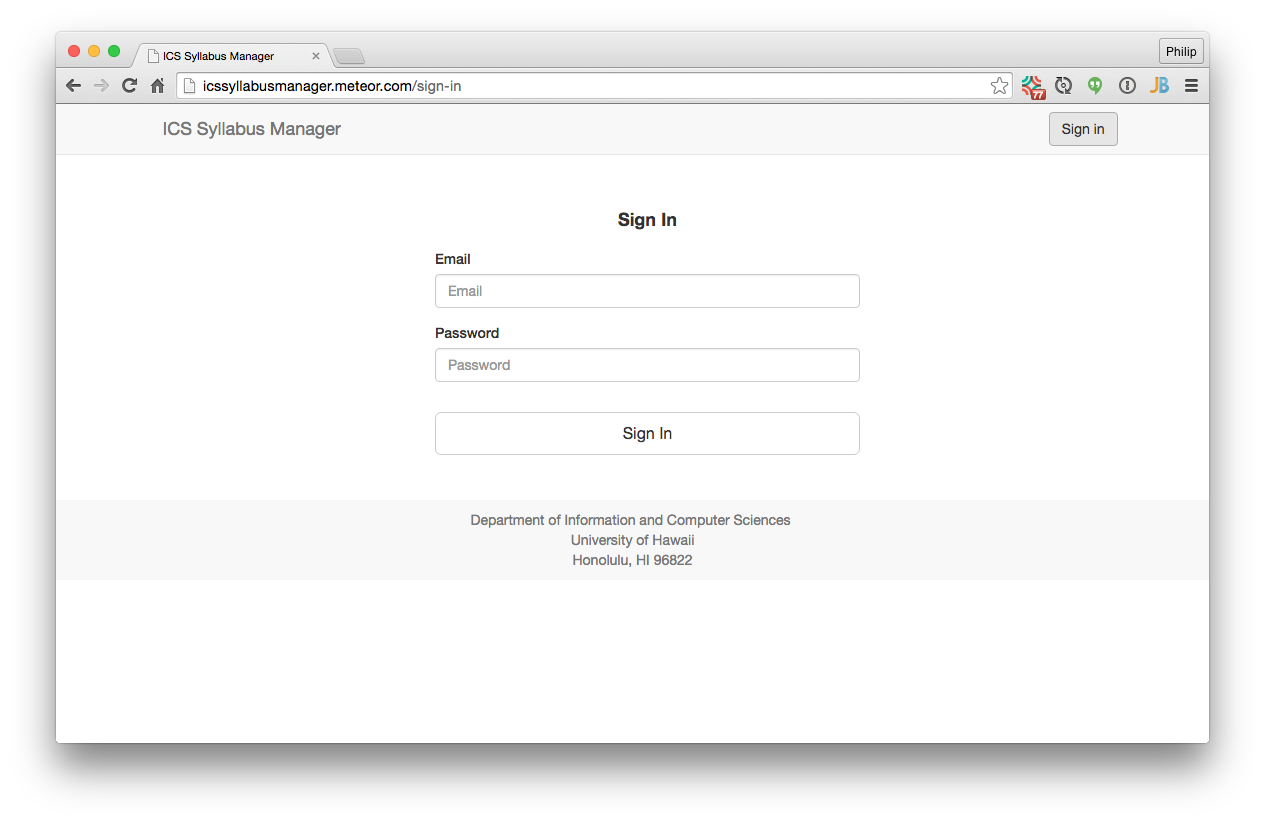 ICS Syllabus Manager
Philip
icssyllabusmanager.meteor.com/sign-in
77
JB
ICS Syllabus Manager
Sign in
Sign In
Email
Email
Password
Password
Sign In
Department of Information and Computer Sciences
University of Hawaii
Honolulu, HI 96822